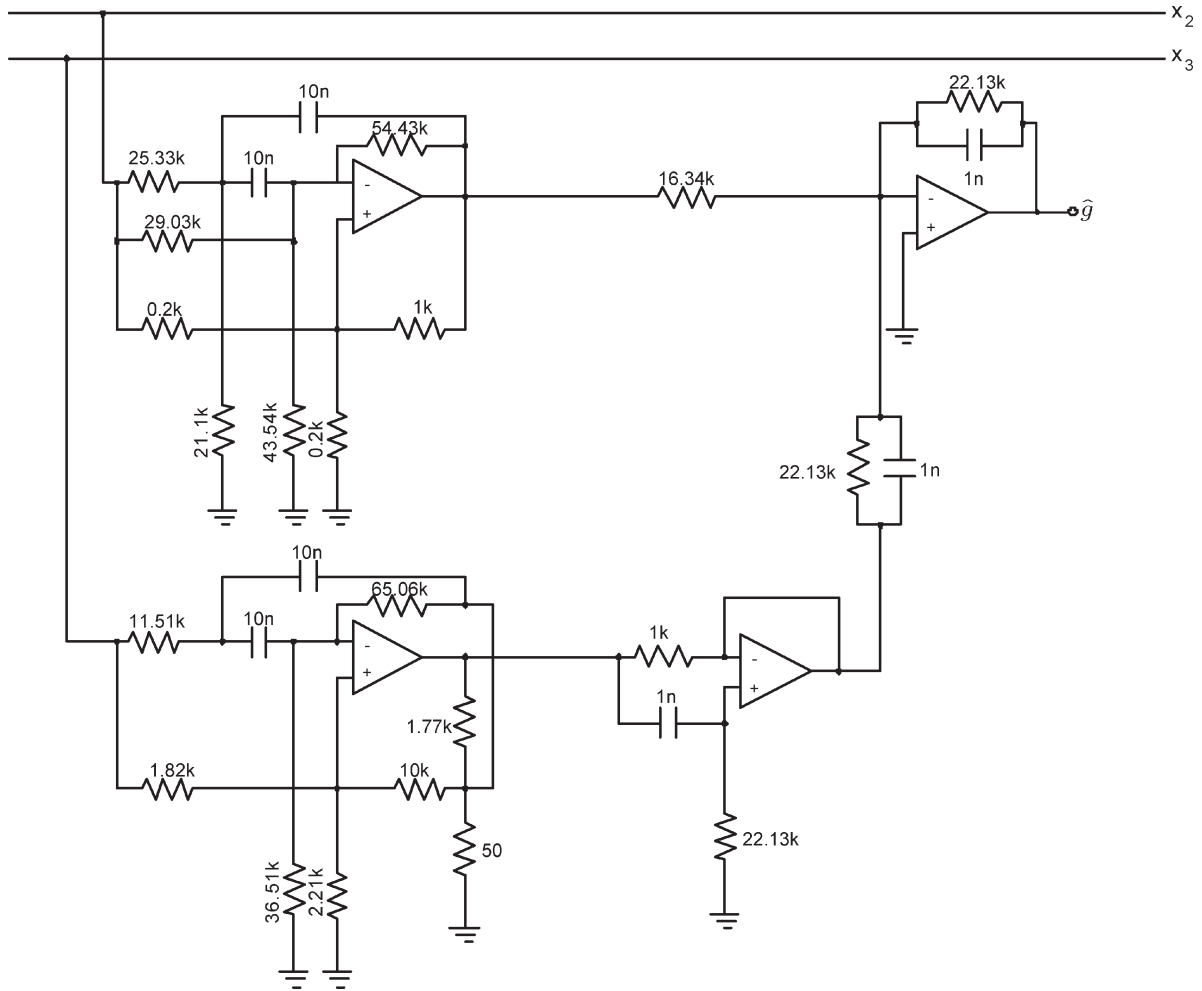 x2
x3
22.13k
10n
54.43k
25.33k
10n
1n
16.34k
-
-
+
29.03k
+
ĝ
0.2k
1k
21.1k
43.54k
0.2k
22.13k
1n
10n
65.06k
11.51k
10n
1k
-
-
+
+
1n
1.77k
1.82k
10k
22.13k
50
36.51k
2.21k